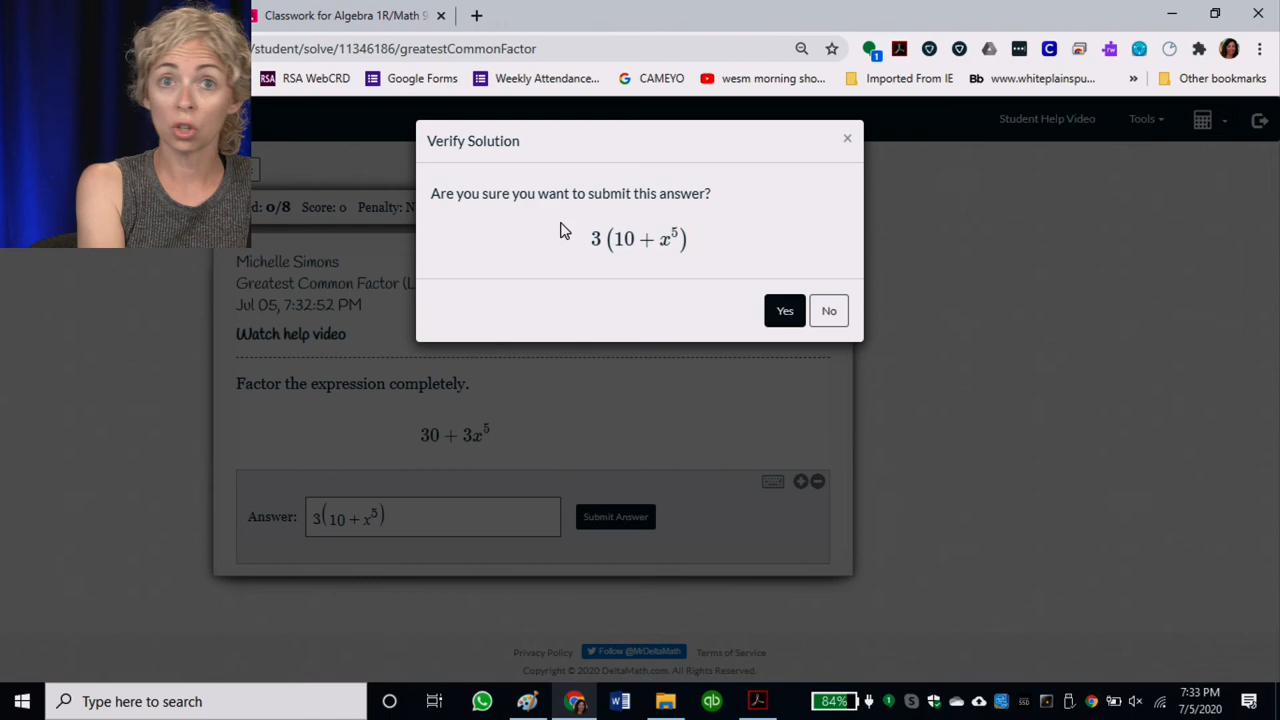 Classwork for Algebra 1R/Math 9
/student/solve/11346186/greatestCommonFactor
RSA WebCRD
Google Forms
Weekly Attendance...
CAMEYO
wesm morning sho...
Imported From IE
Bb www.whiteplainspu...
Other bookmarks
Student Help Video
Tools
Verify Solution
Are you sure you want to submit this answer?
3(10 + x⁵)
Yes
No
d: 0/8 Score: 0 Penalty: N
Michelle Simons
Greatest Common Factor (L
Jul 05, 7:32:52 PM
Watch help video
Factor the expression completely.
30 + 3x⁵
Answer: 3(10 + x⁵) Submit Answer
Privacy Policy Follow @MrDeltaMath Terms of Service
Copyright © 2020 DeltaMath.com. All Rights Reserved.
Type here to search
84%
7:33 PM
7/5/2020